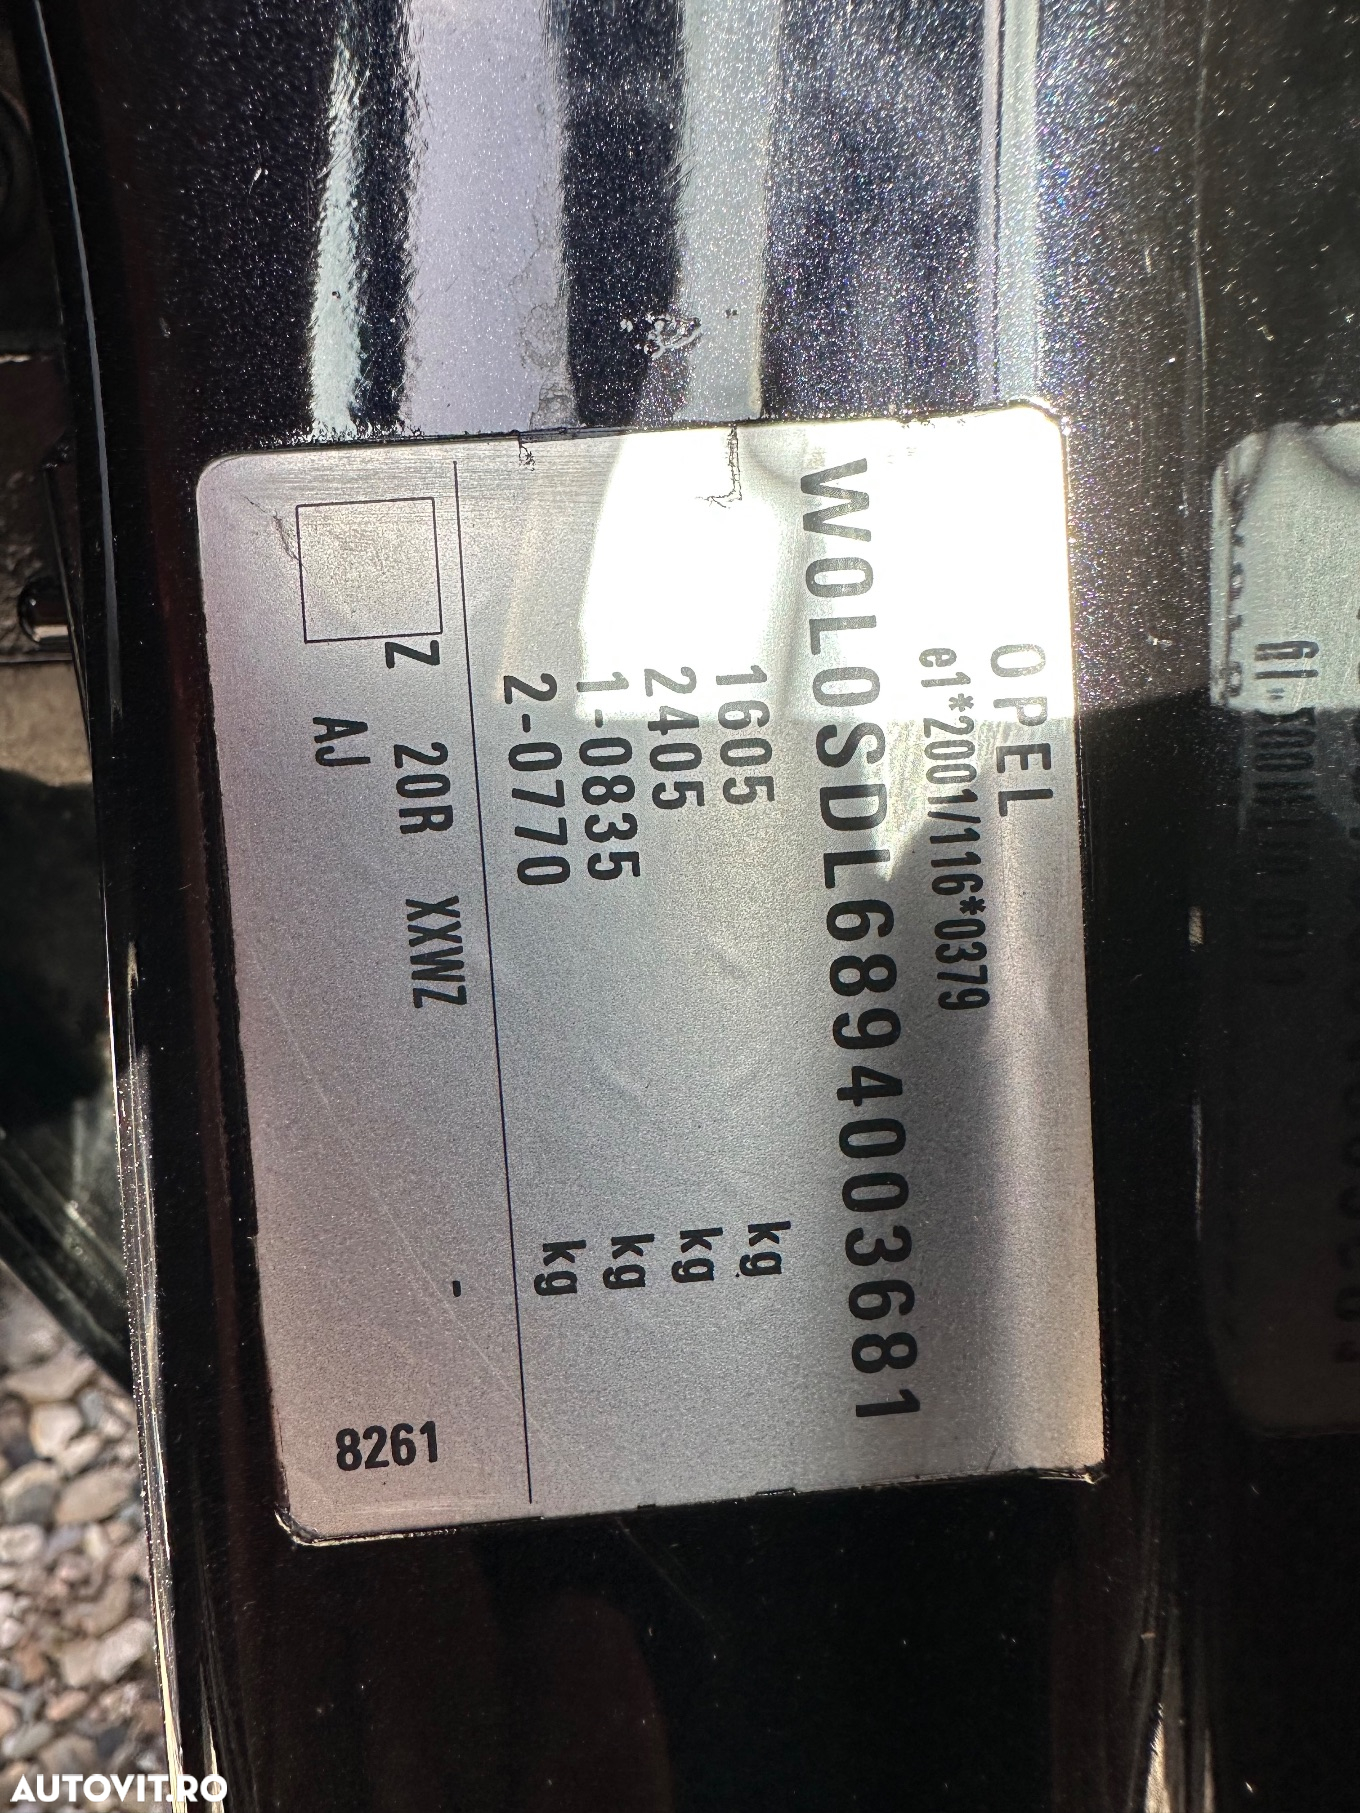 OPEL
e1*2001/116*0379
W0L0SDL6894003681
1605 kg
2405 kg
1-0835 kg
2-0770 kg
Z 20R XXWZ -
AJ
8261
AUTOVIT.RO